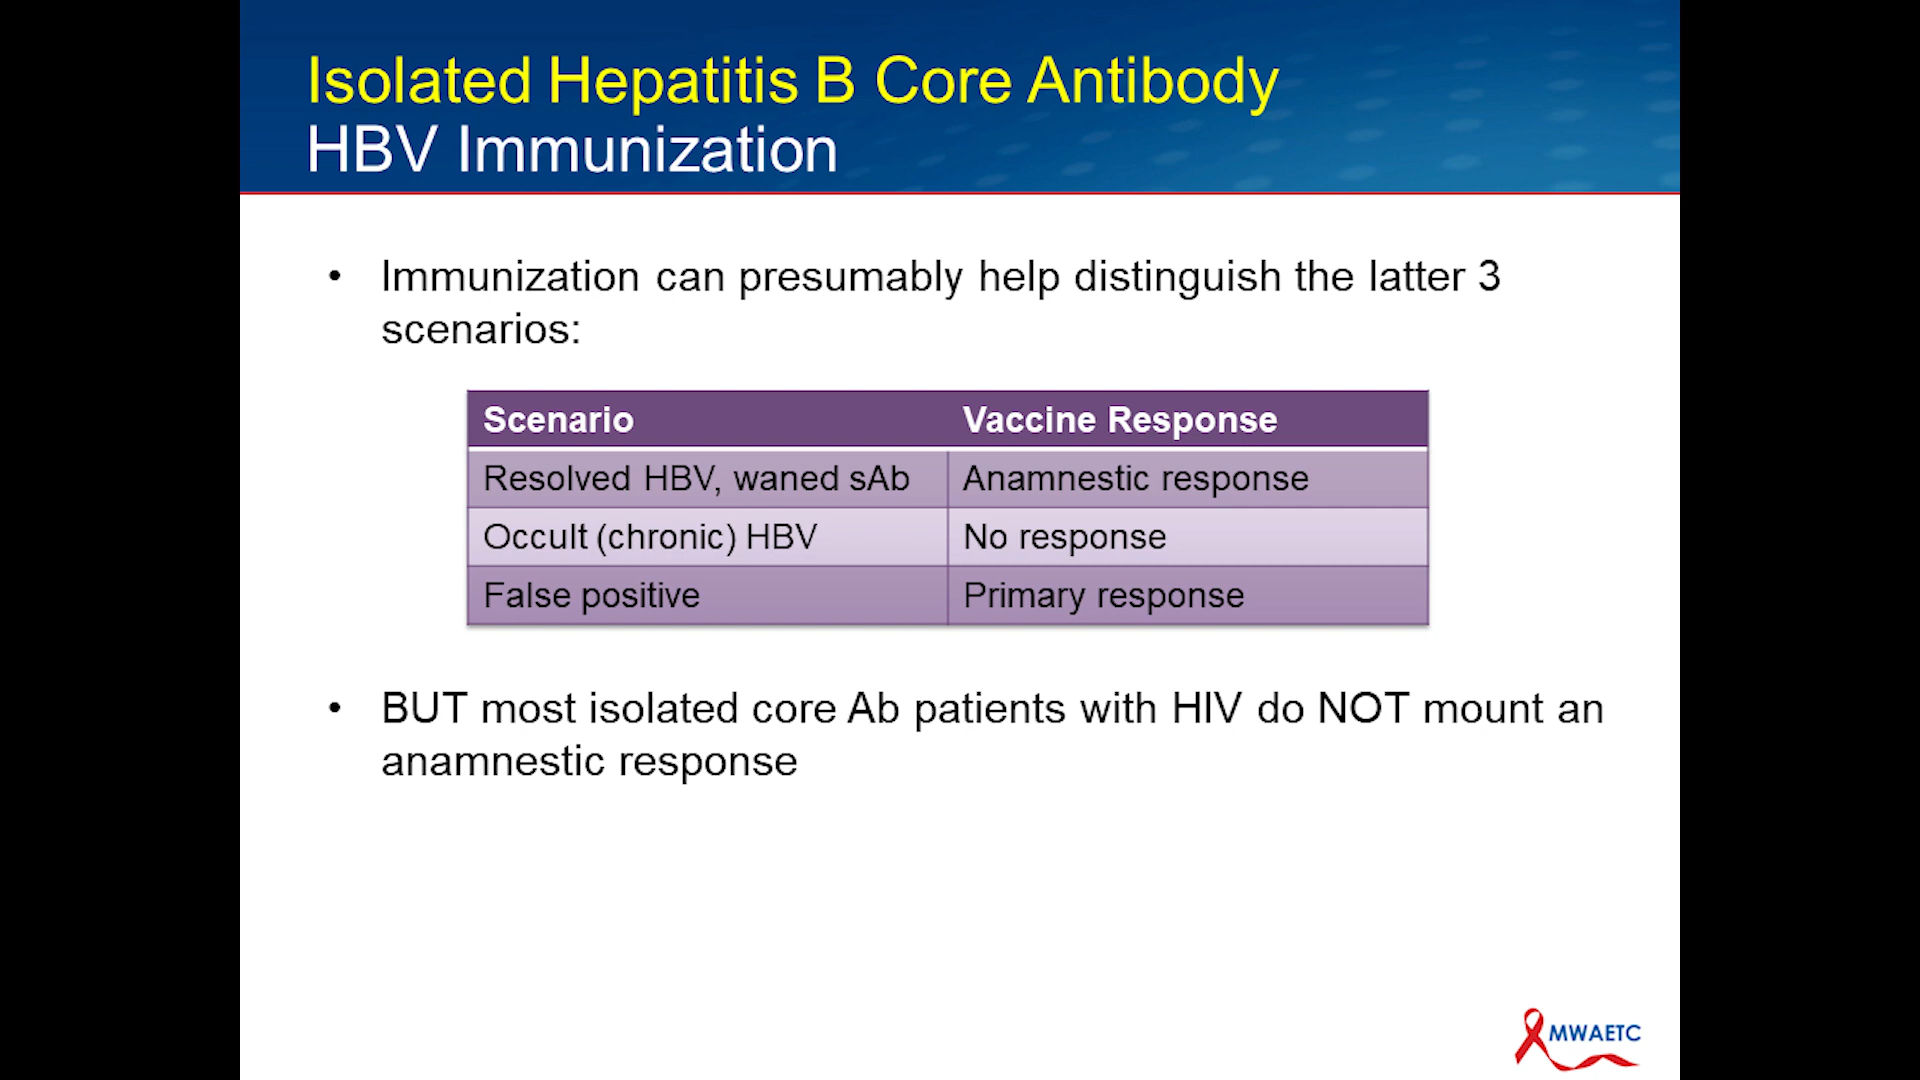 Isolated Hepatitis B Core Antibody
HBV Immunization
• Immunization can presumably help distinguish the latter 3
scenarios:
Scenario Vaccine Response
Resolved HBV, waned sAb Anamnestic response
Occult (chronic) HBV No response
False positive Primary response
• BUT most isolated core Ab patients with HIV do NOT mount an
anamnestic response
MWAETC